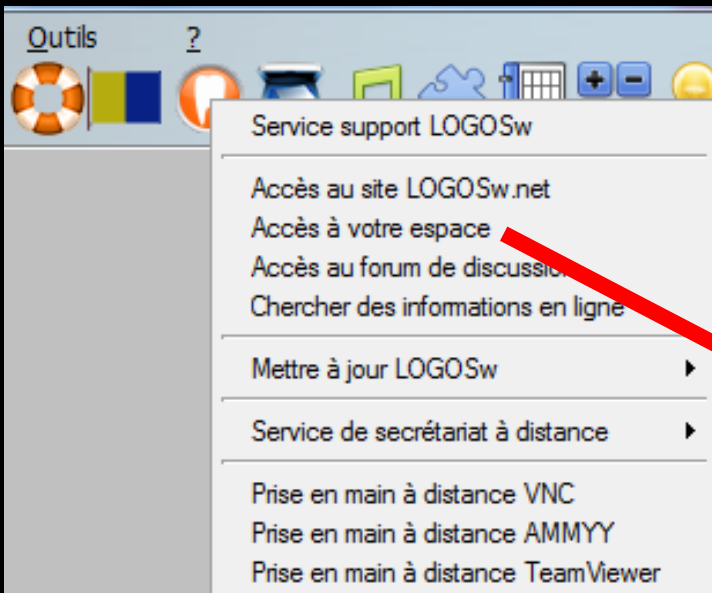 Outils ?
Service support LOGOSw
Accès au site LOGOSw.net
Accès à votre espace
Accès au forum de discussion
Chercher des informations en ligne
Mettre à jour LOGOSw
Service de secrétariat à distance
Prise en main à distance VNC
Prise en main à distance AMMYY
Prise en main à distance TeamViewer